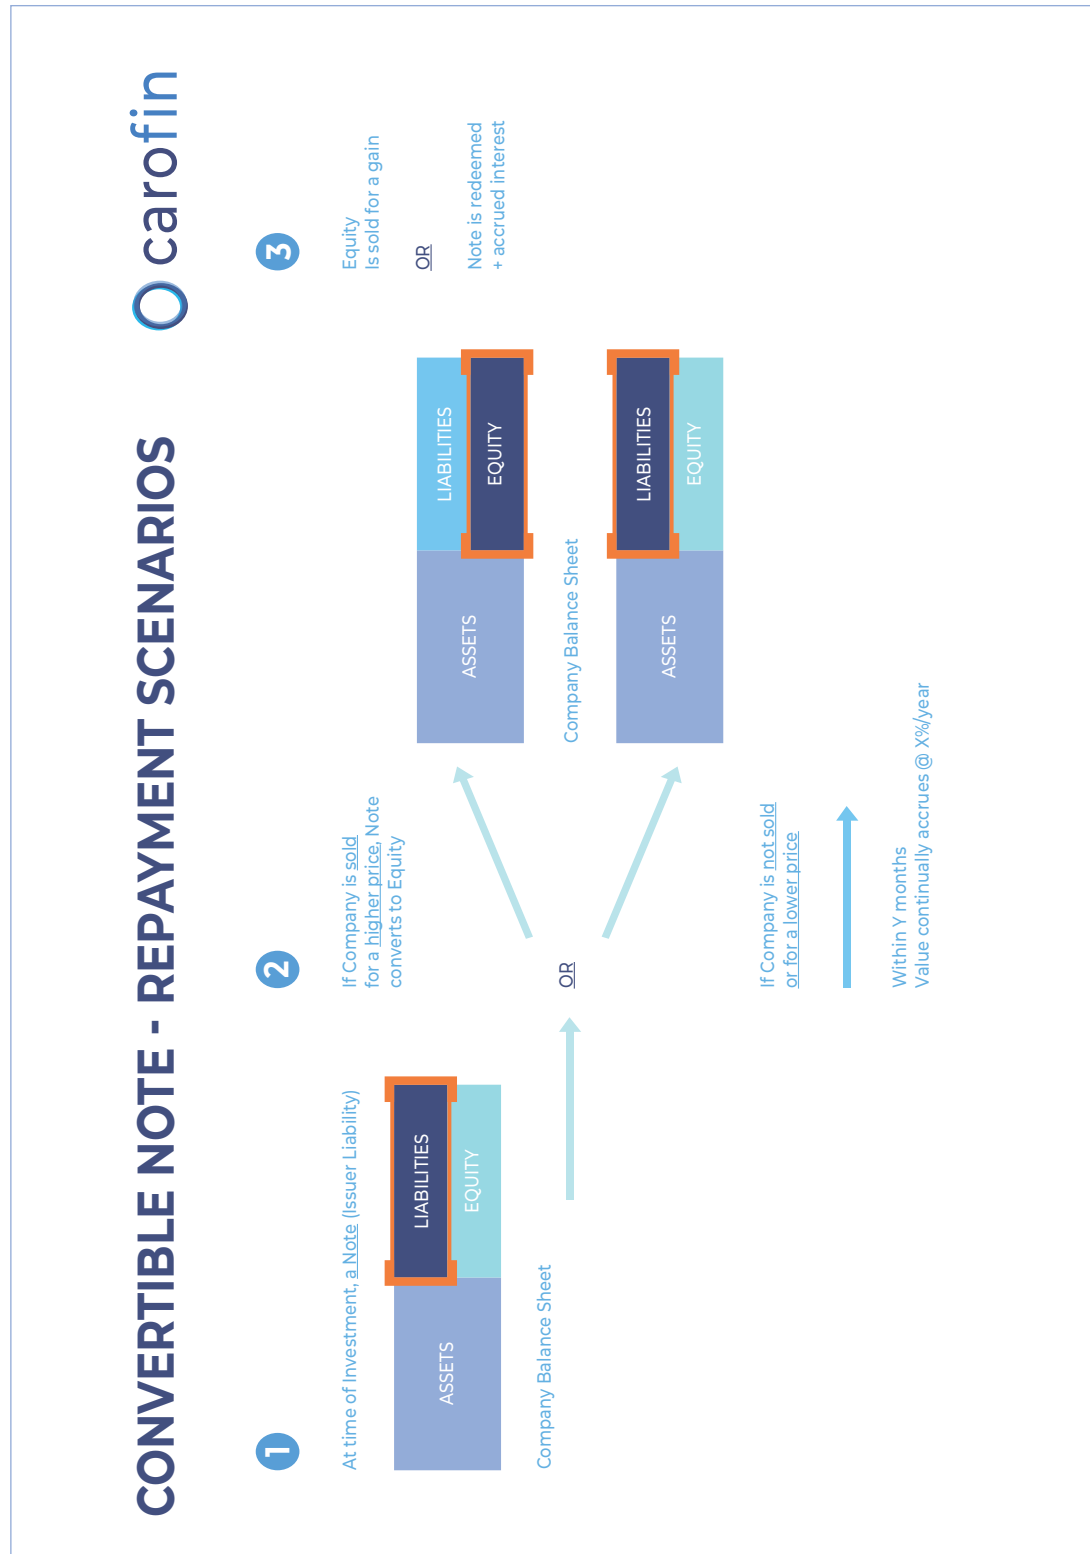 CONVERTIBLE NOTE - REPAYMENT SCENARIOS
carofin
1
At time of Investment, a Note (Issuer Liability)
ASSETS
LIABILITIES
EQUITY
Company Balance Sheet
2
If Company is sold
for a higher price, Note
converts to Equity
OR
If Company is not sold
or for a lower price
Within Y months
Value continually accrues @ X%/year
ASSETS
LIABILITIES
EQUITY
Company Balance Sheet
ASSETS
LIABILITIES
EQUITY
3
Equity
Is sold for a gain
OR
Note is redeemed
+ accrued interest